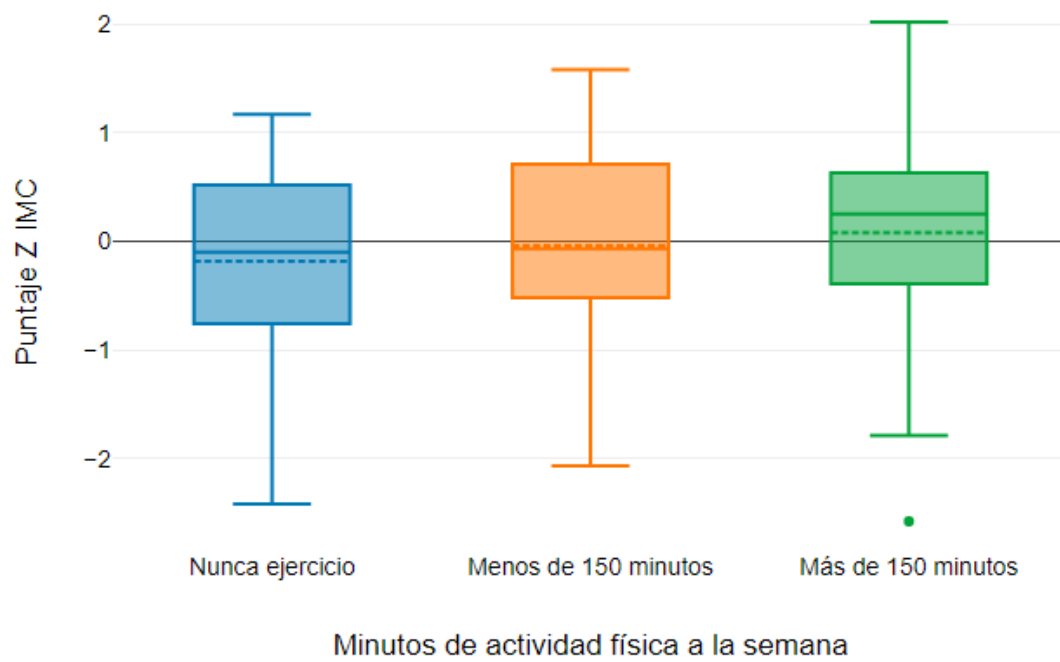 2
1
0
−1
−2
Puntaje Z IMC
Nunca ejercicio
Menos de 150 minutos
Más de 150 minutos
Minutos de actividad física a la semana